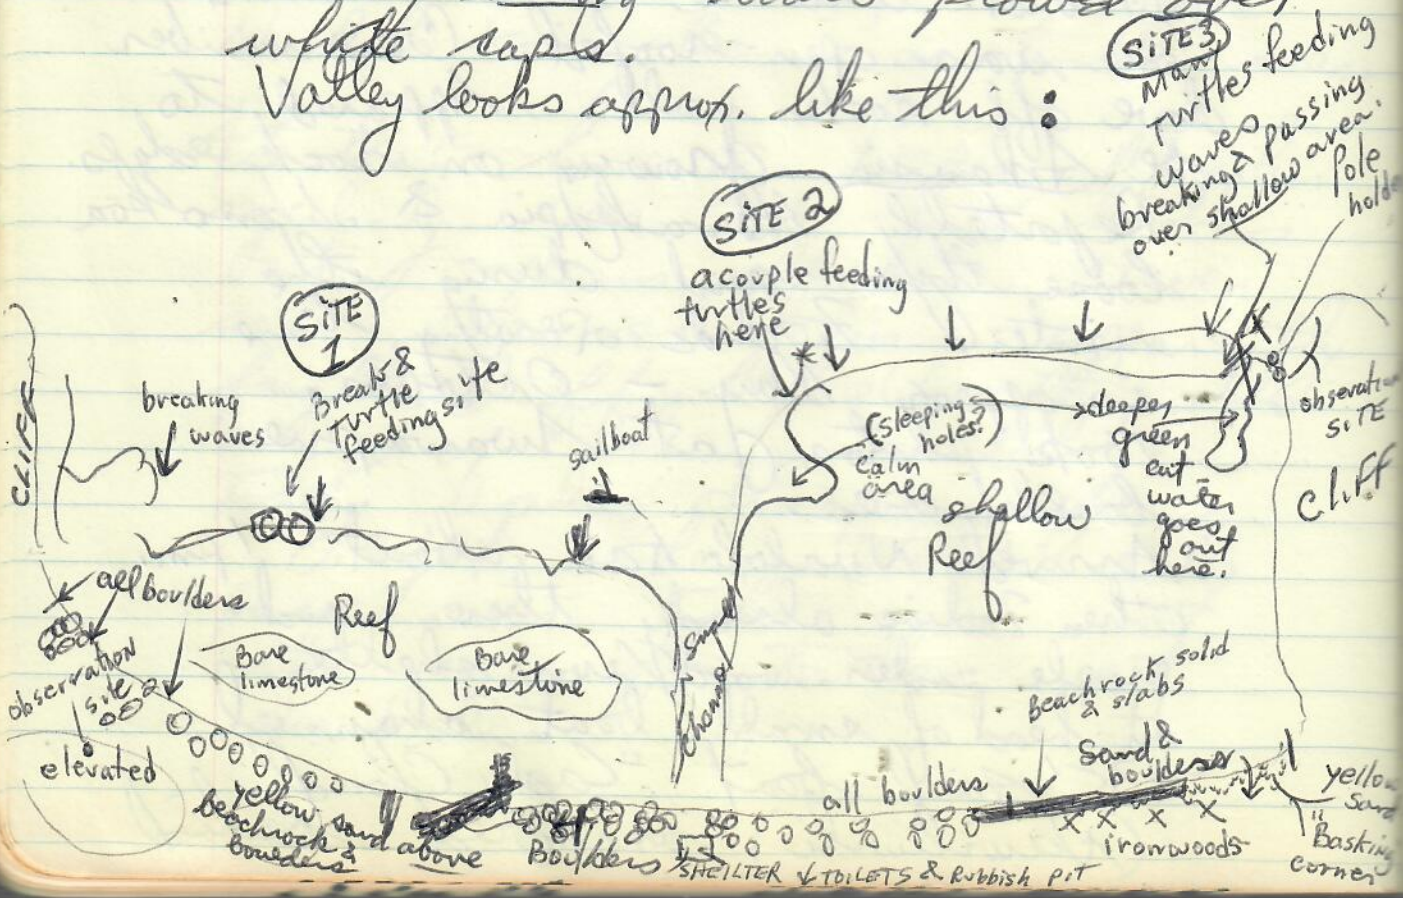 white caps.
Valley looks approx. like this :
SITE 3
Many
turtles feeding
waves
breaking & passing
over shallow area.
Pole
holder
SITE 2
a couple feeding
turtles
here
SITE
1
Break &
Turtle
feeding site
breaking
waves
CLIFF
sailboat
(sleeping
holes?)
calm
area
deeper
green
cut
water
goes
out
here.
observation
SITE
CLIFF
shallow
Reef
all boulders
Reef
Bare
limestone
Bare
limestone
small
channel
observation
site 2
elevated
Beachrock solid
& slabs
Sand &
boulders
all boulders
yellow sand
beachrock &
boulders
above
Boulders
SHELTER
TOILETS & Rubbish PIT
ironwoods
yellow
sand
"Basking
corner